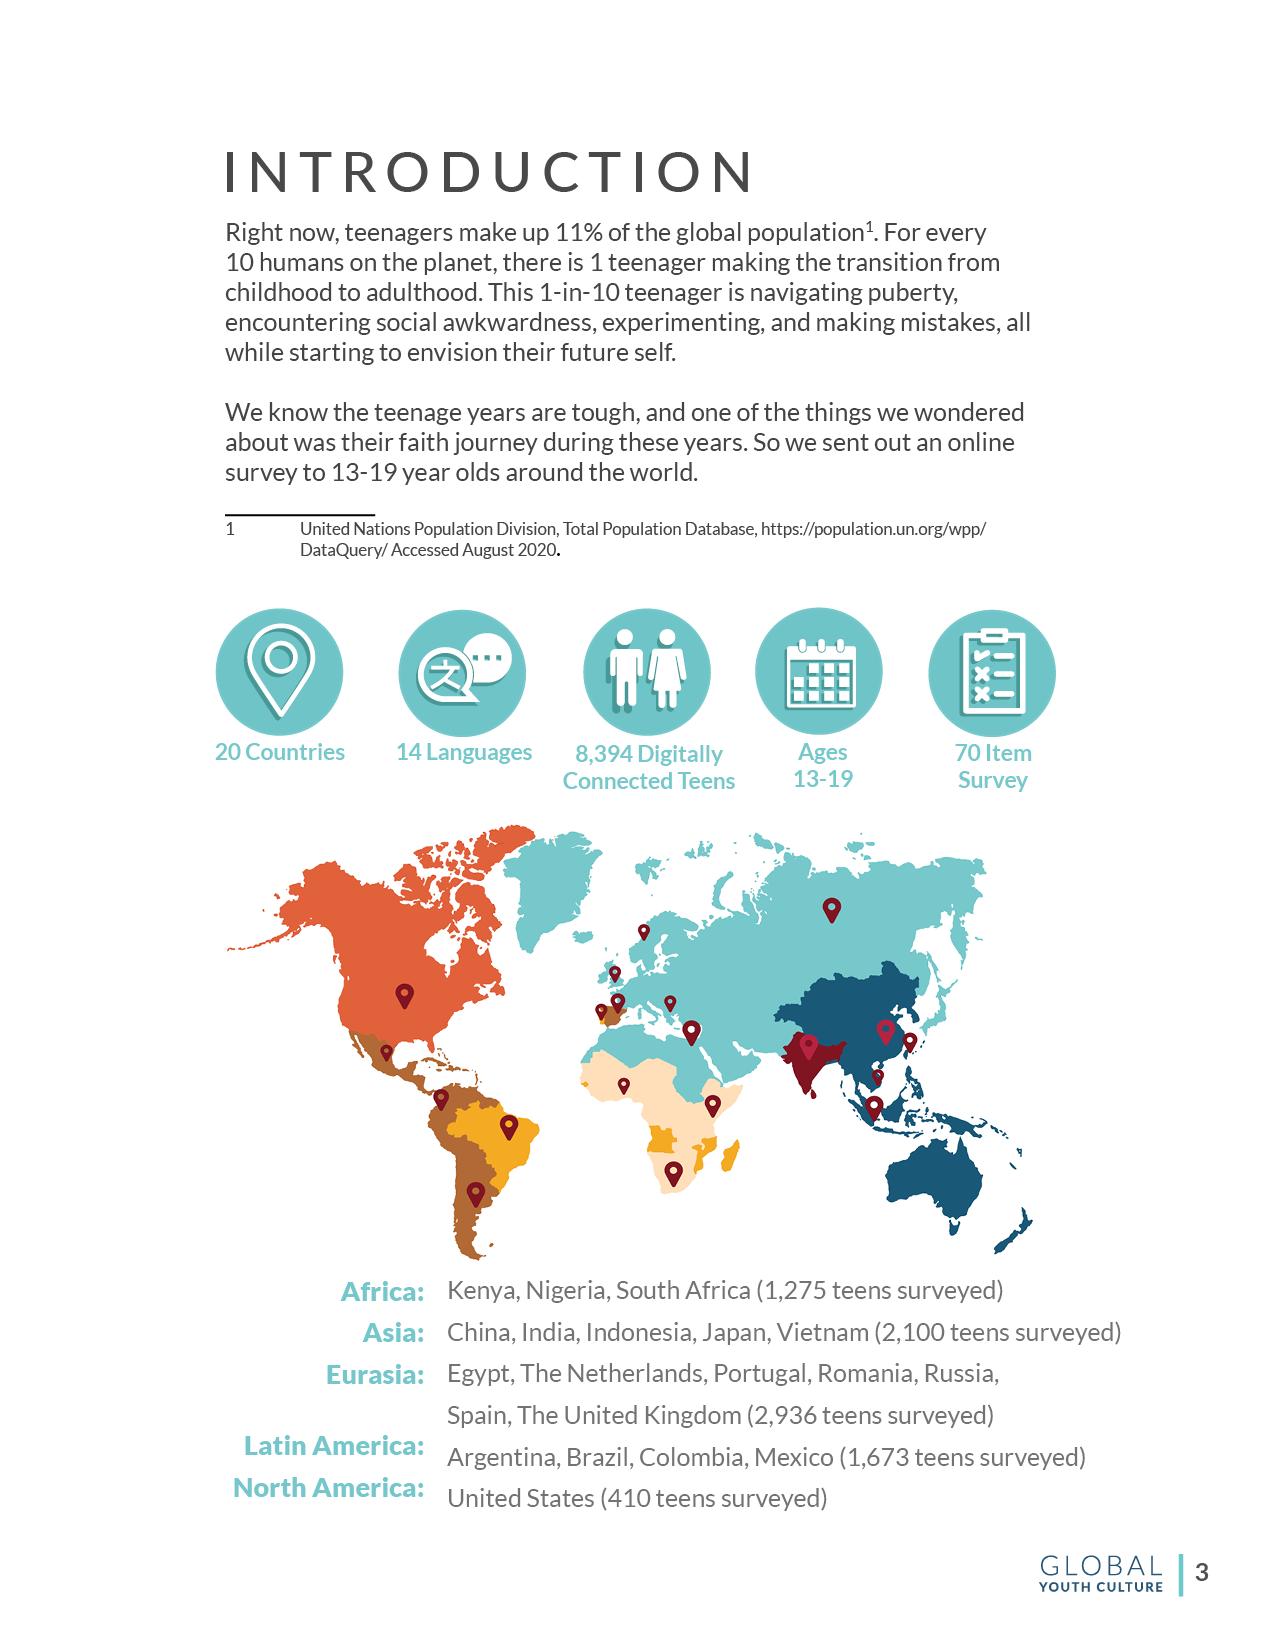 INTRODUCTION
Right now, teenagers make up 11% of the global population¹. For every
10 humans on the planet, there is 1 teenager making the transition from
childhood to adulthood. This 1-in-10 teenager is navigating puberty,
encountering social awkwardness, experimenting, and making mistakes, all
while starting to envision their future self.
We know the teenage years are tough, and one of the things we wondered
about was their faith journey during these years. So we sent out an online
survey to 13-19 year olds around the world.
1 United Nations Population Division, Total Population Database, https://population.un.org/wpp/
DataQuery/ Accessed August 2020.
文
20 Countries
14 Languages
8,394 Digitally
Connected Teens
Ages
13-19
70 Item
Survey
Africa: Kenya, Nigeria, South Africa (1,275 teens surveyed)
Asia: China, India, Indonesia, Japan, Vietnam (2,100 teens surveyed)
Eurasia: Egypt, The Netherlands, Portugal, Romania, Russia,
Spain, The United Kingdom (2,936 teens surveyed)
Latin America: Argentina, Brazil, Colombia, Mexico (1,673 teens surveyed)
North America: United States (410 teens surveyed)
GLOBAL
YOUTH CULTURE
3